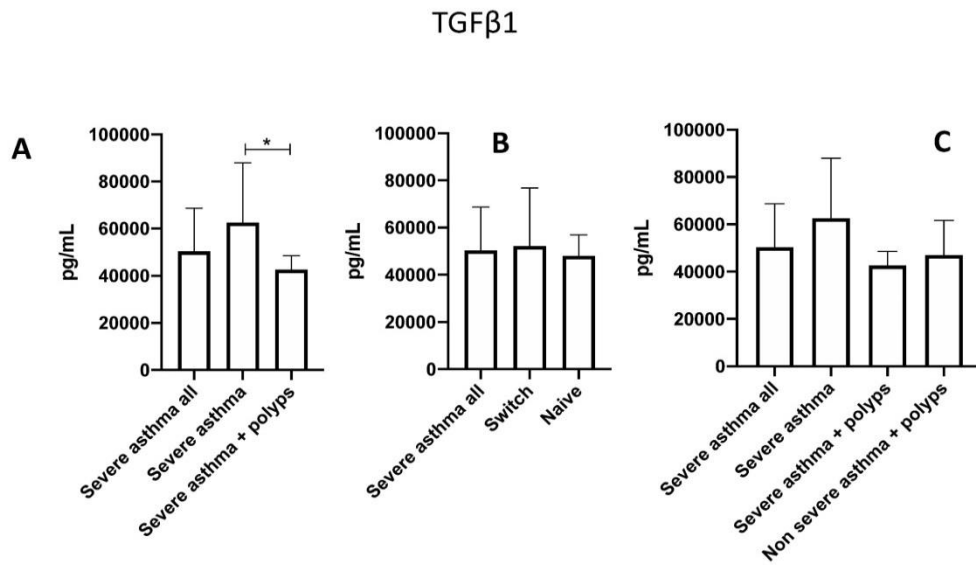 TGFβ1
A
pg/mL
100000
80000
60000
40000
20000
0
*
Severe asthma all
Severe asthma
Severe asthma + polyps
B
pg/mL
100000
80000
60000
40000
20000
0
Severe asthma all
Switch
Naive
C
pg/mL
100000
80000
60000
40000
20000
0
Severe asthma all
Severe asthma
Severe asthma + polyps
Non severe asthma + polyps